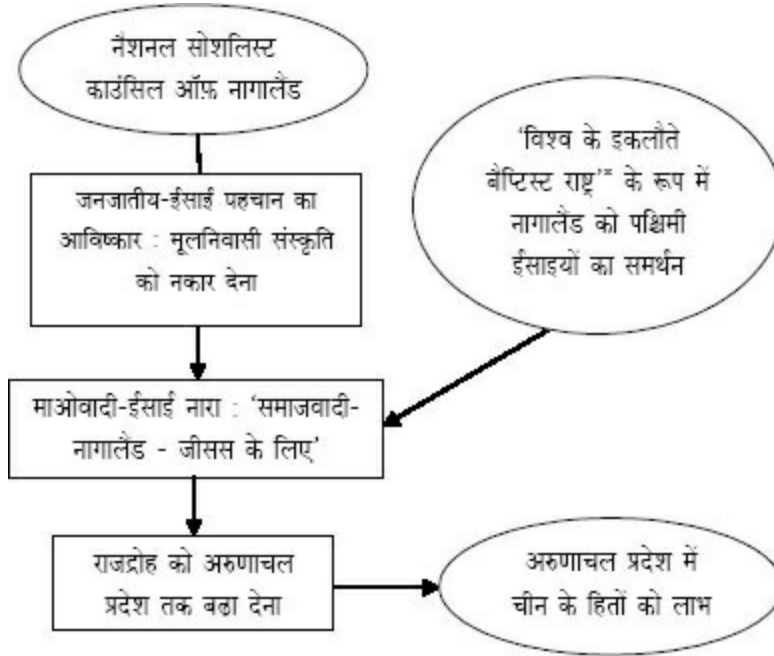 नैशनल सोशलिस्ट
काउंसिल ऑफ़ नागालैंड
'विश्व के इकलौते
बैप्टिस्ट राष्ट्र'* के रूप में
नागालैंड को पश्चिमी
ईसाइयों का समर्थन
जनजातीय-ईसाई पहचान का
आविष्कार : मूलनिवासी संस्कृति
को नकार देना
माओवादी-ईसाई नारा : 'समाजवादी-
नागालैंड - जीसस के लिए'
राजद्रोह को अरुणाचल
प्रदेश तक बढ़ा देना
अरुणाचल प्रदेश में
चीन के हितों को लाभ